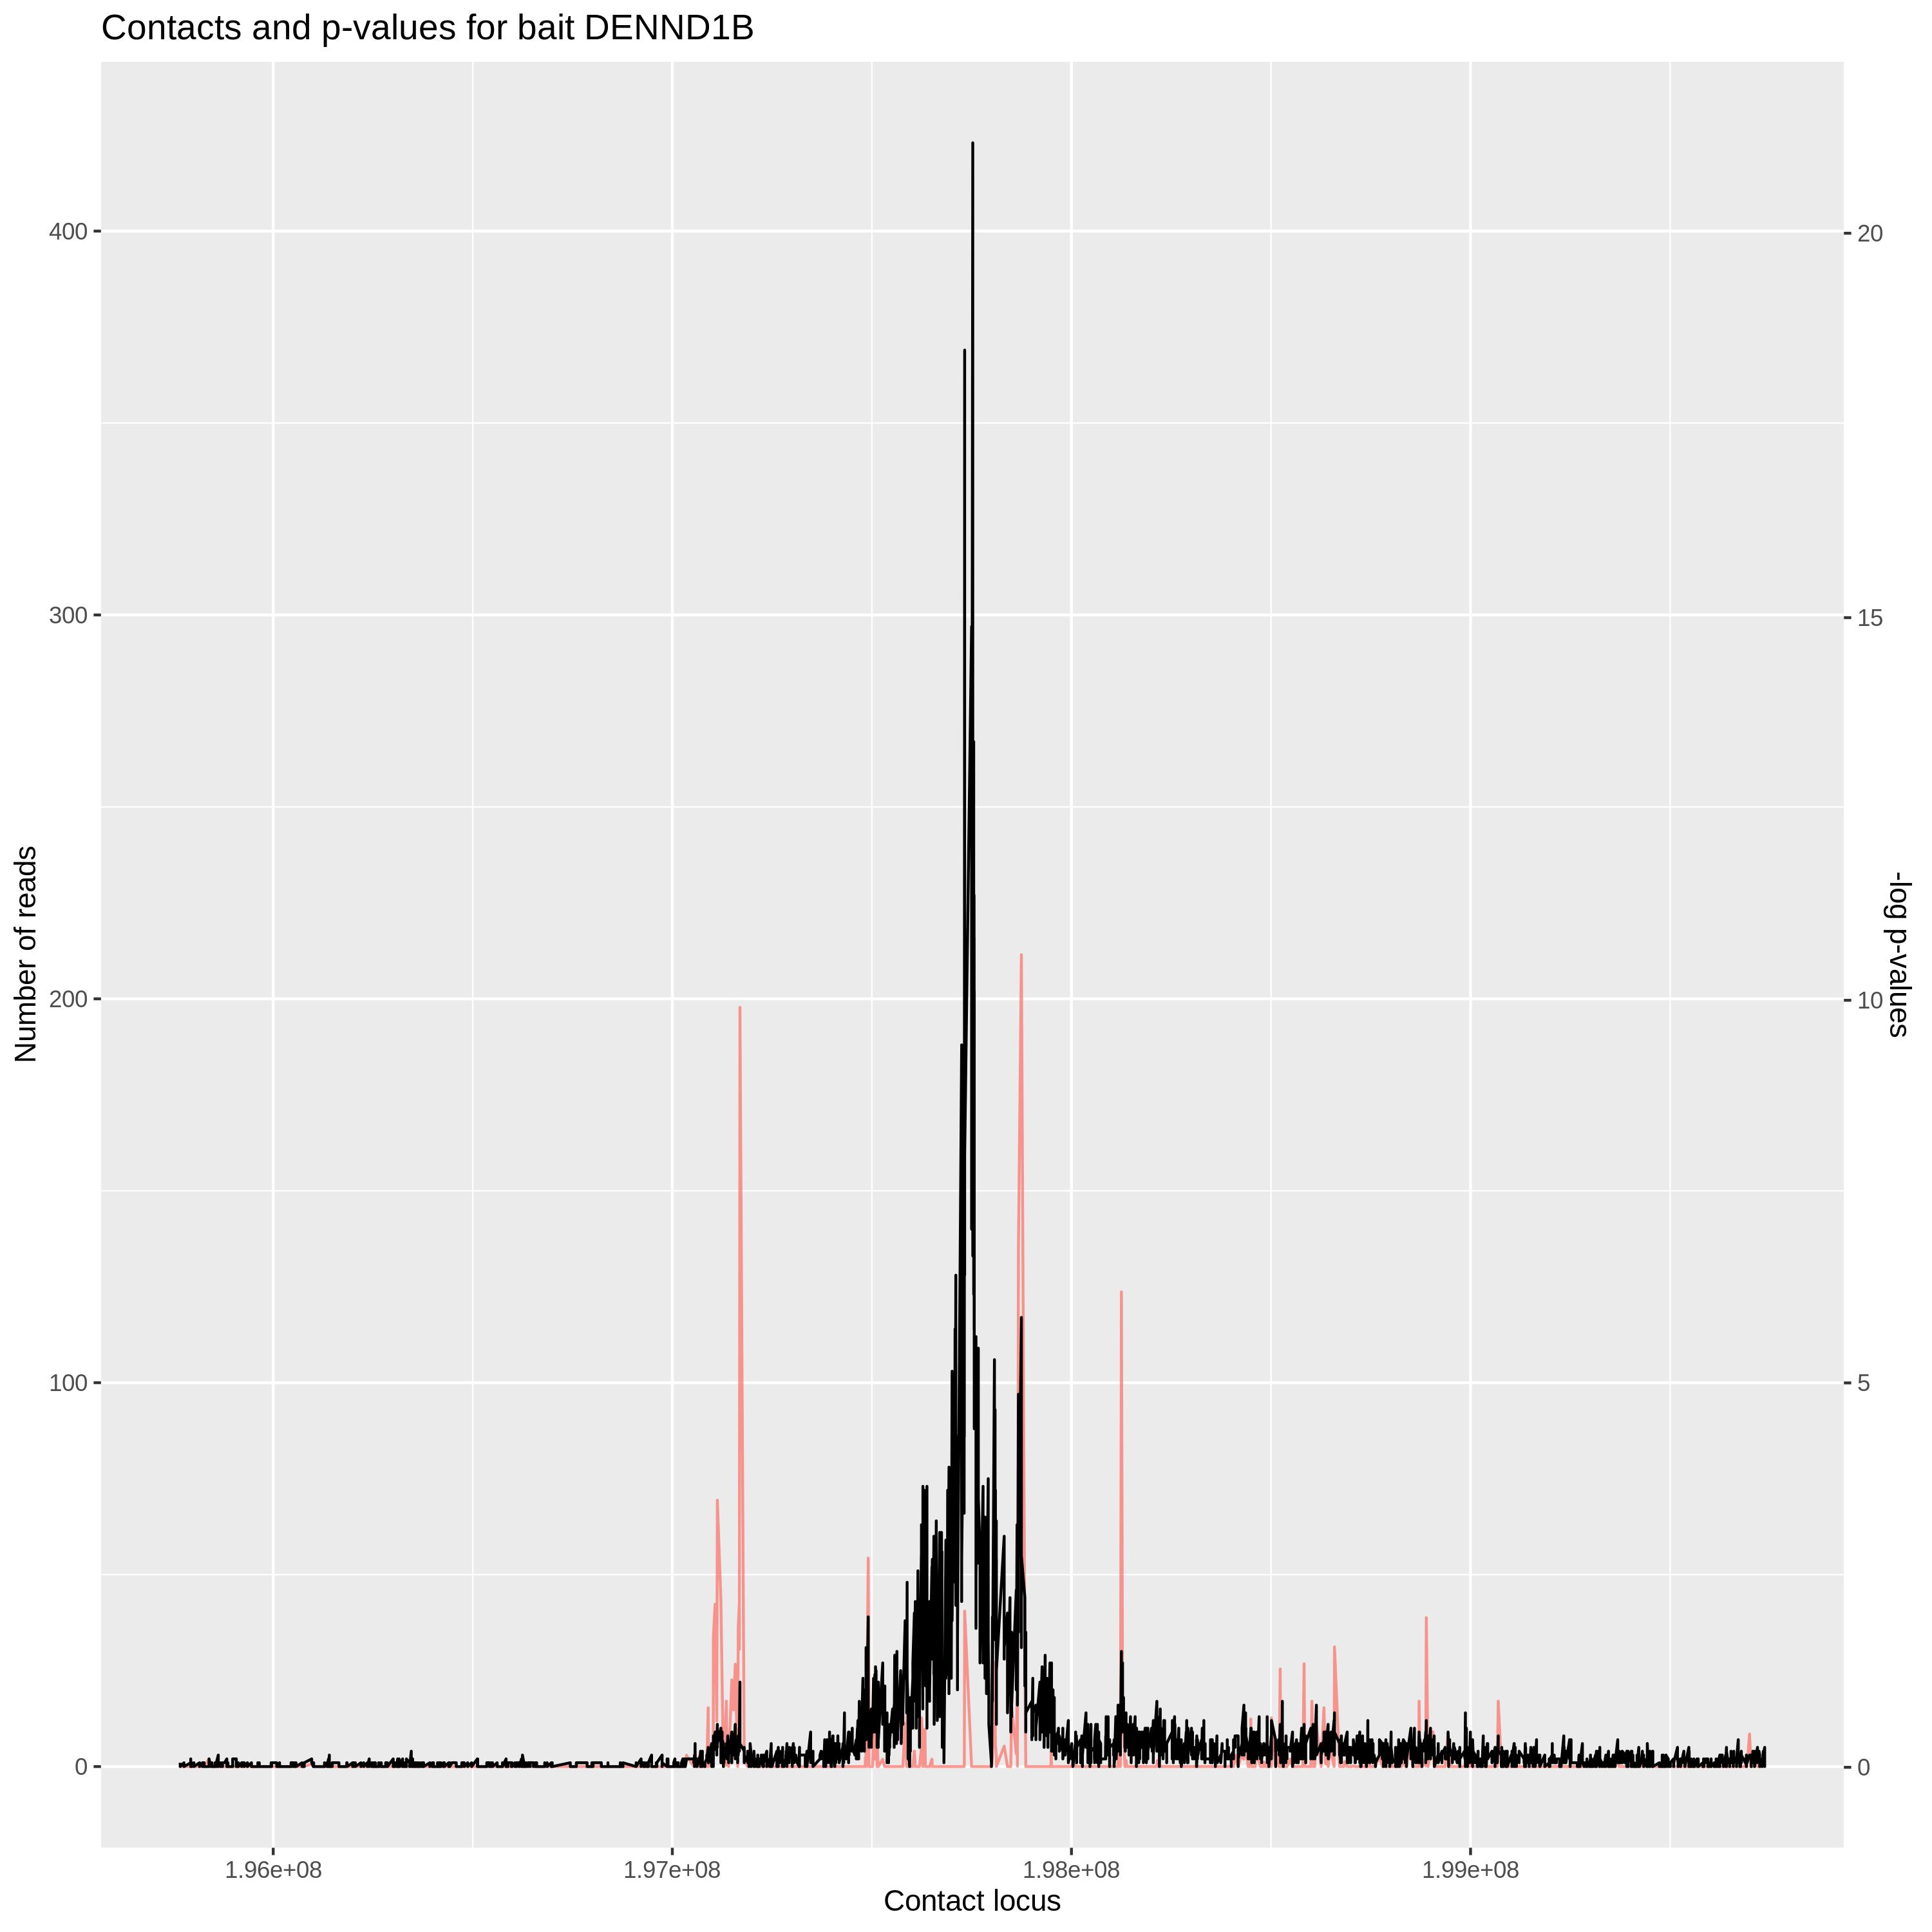 Contacts and p-values for bait DENND1B
Number of reads
400
300
200
100
0
20
15
10
5
0
-log p-values
1.96e+08 1.97e+08 1.98e+08 1.99e+08
Contact locus